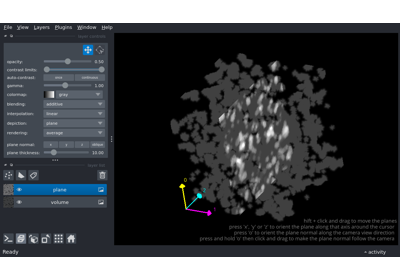 File View Layers Plugins Window Help
layer controls
opacity: 0.50
contrast limits:
auto-contrast: once continuous
gamma: 1.00
colormap: gray
blending: additive
interpolation: linear
depiction: plane
rendering: average
plane normal: x y z oblique
plane thickness: 10.00
layer list
plane
volume
0
shift + click and drag to move the planes
press 'x', 'y' or 'z' to orient the plane along that axis around the cursor
press 'o' to orient the plane normal along the camera view direction
press and hold 'o' then click and drag to make the plane normal follow the camera
Ready
activity